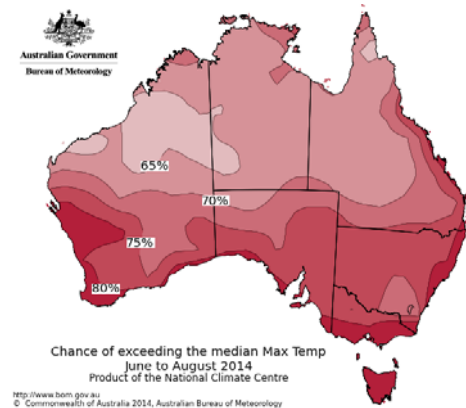 Australian Government
Bureau of Meteorology
65%
70%
75%
80%
Chance of exceeding the median Max Temp
June to August 2014
Product of the National Climate Centre
http://www.bom.gov.au
© Commonwealth of Australia 2014, Australian Bureau of Meteorology